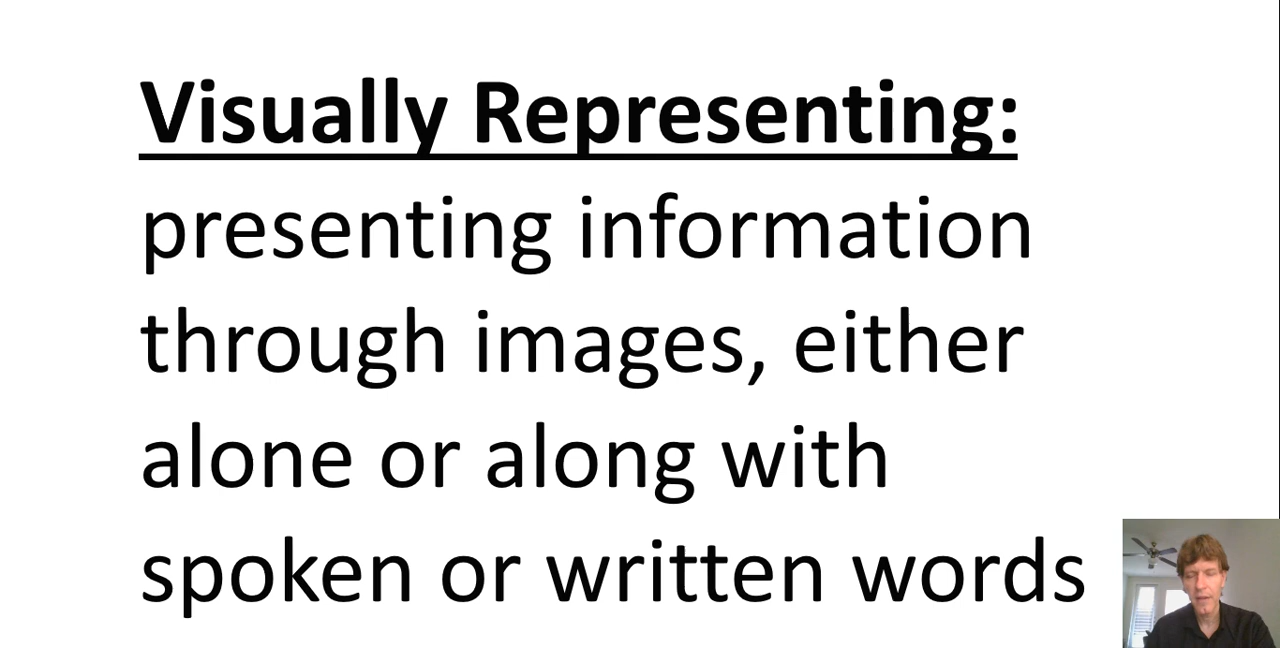 Visually Representing:
presenting information
through images, either
alone or along with
spoken or written words